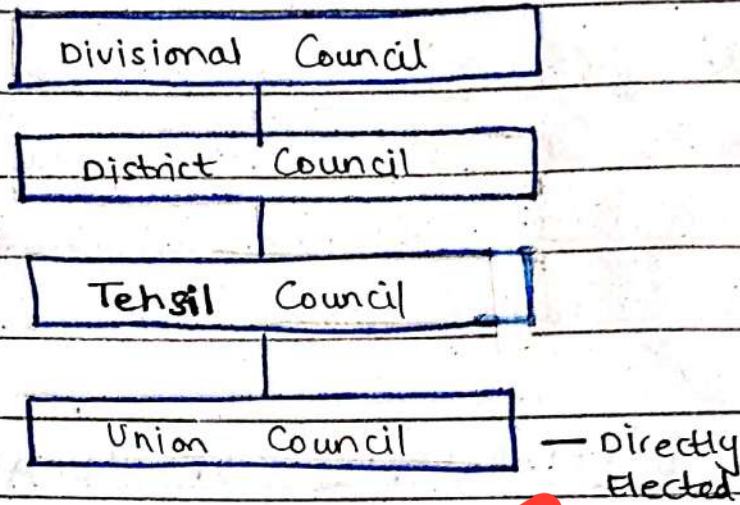 Divisional Council
District Council
Tehsil Council
Union Council — Directly
Elected